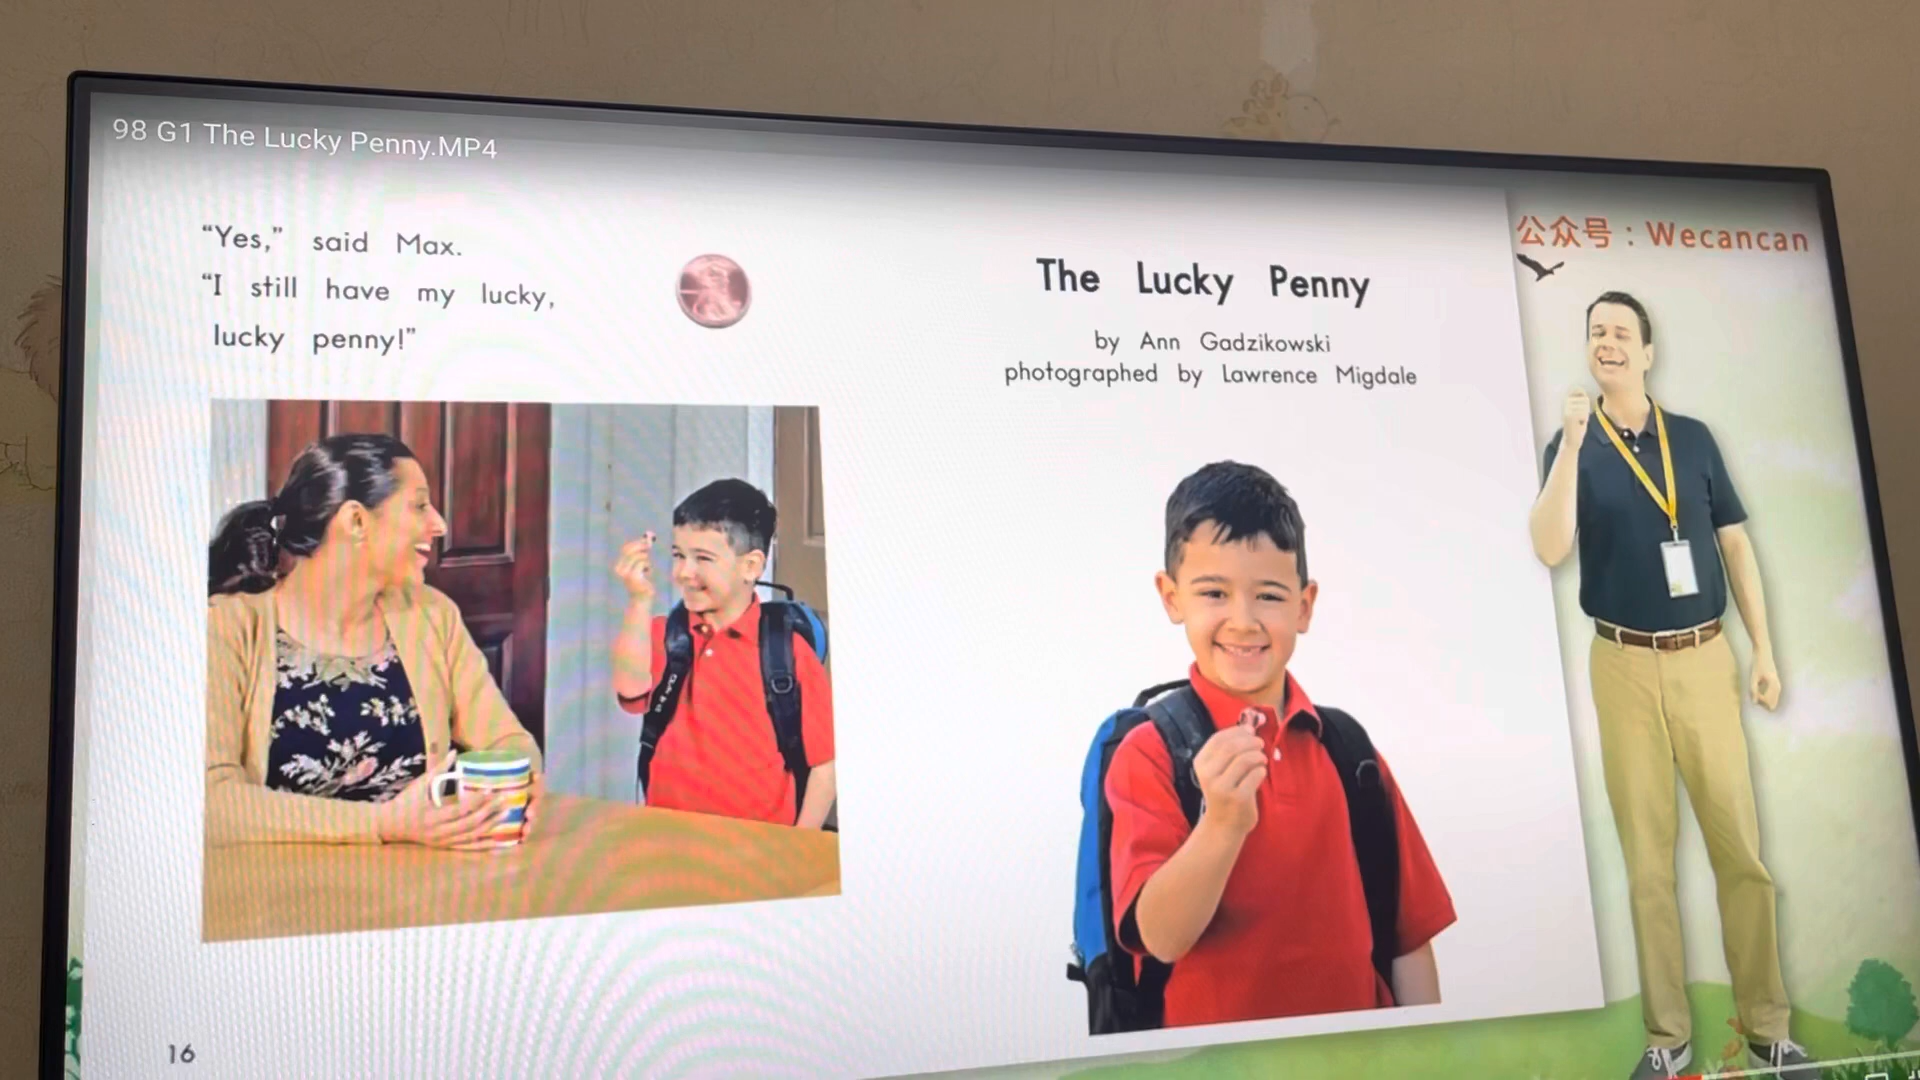 98 G1 The Lucky Penny.MP4
“Yes,” said Max.
“I still have my lucky,
lucky penny!”
16
The Lucky Penny
by Ann Gadzikowski
photographed by Lawrence Migdale
公众号：Wecancan